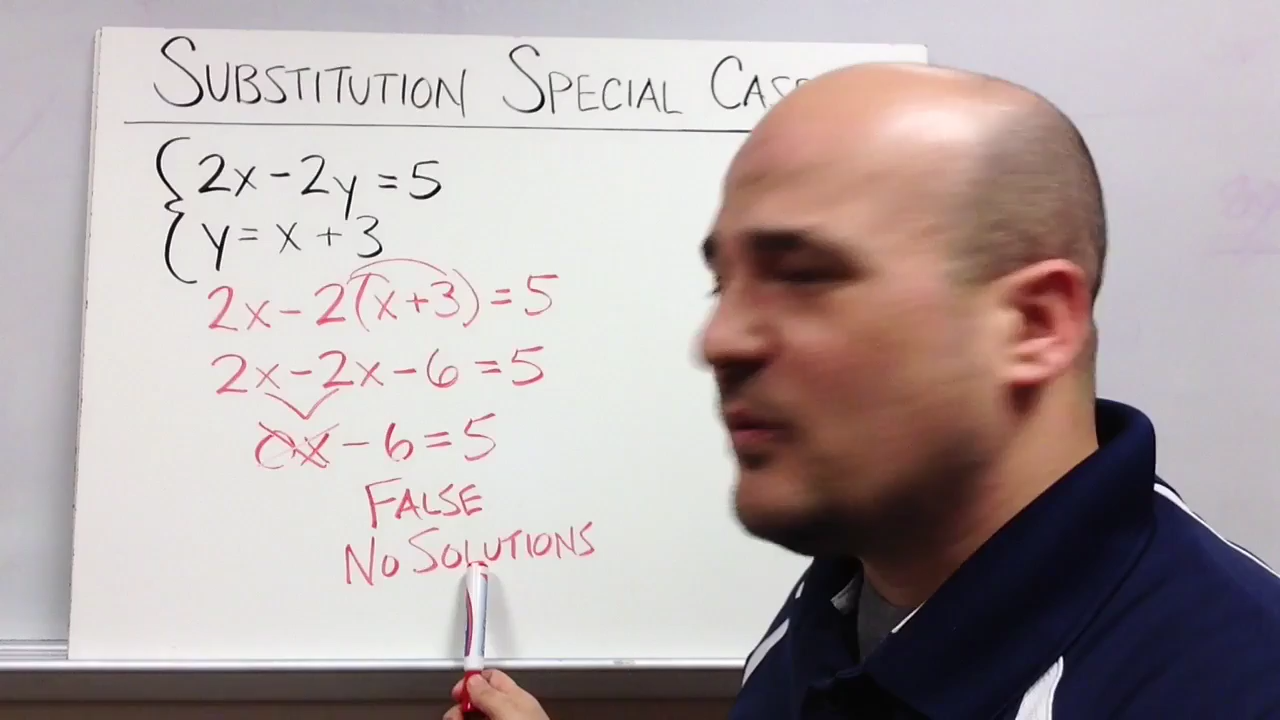 SUBSTITUTION SPECIAL CAS
2x - 2y = 5
y = x + 3
2x - 2(x + 3) = 5
2x - 2x - 6 = 5
0x - 6 = 5
FALSE
NO SOLUTIONS